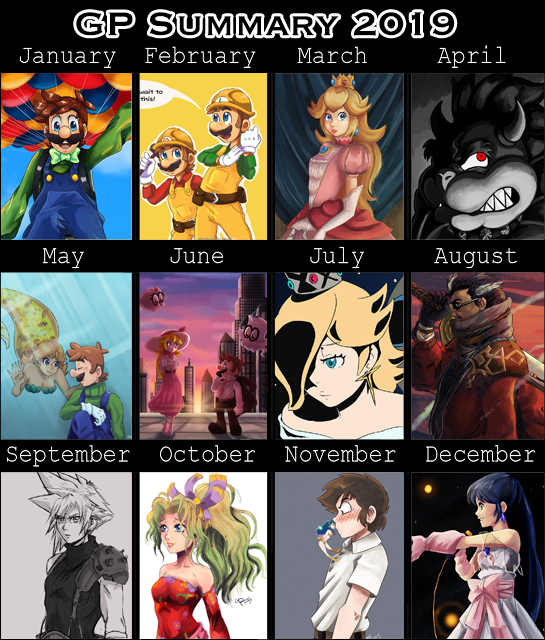 GP Summary 2019
January February March April
wait to
this!
May June July August
September October November December